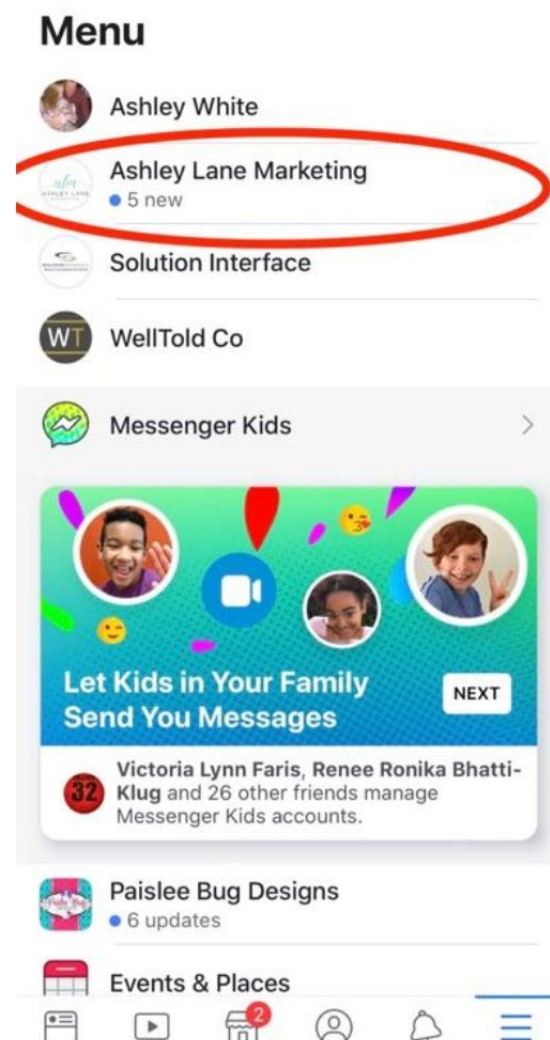 Menu
Ashley White
Ashley Lane Marketing
5 new
Solution Interface
WT
WellTold Co
Messenger Kids
Let Kids in Your Family
Send You Messages
NEXT
32
Victoria Lynn Faris, Renee Ronika Bhatti-
Klug and 26 other friends manage
Messenger Kids accounts.
Paislee Bug Designs
6 updates
Events & Places
2